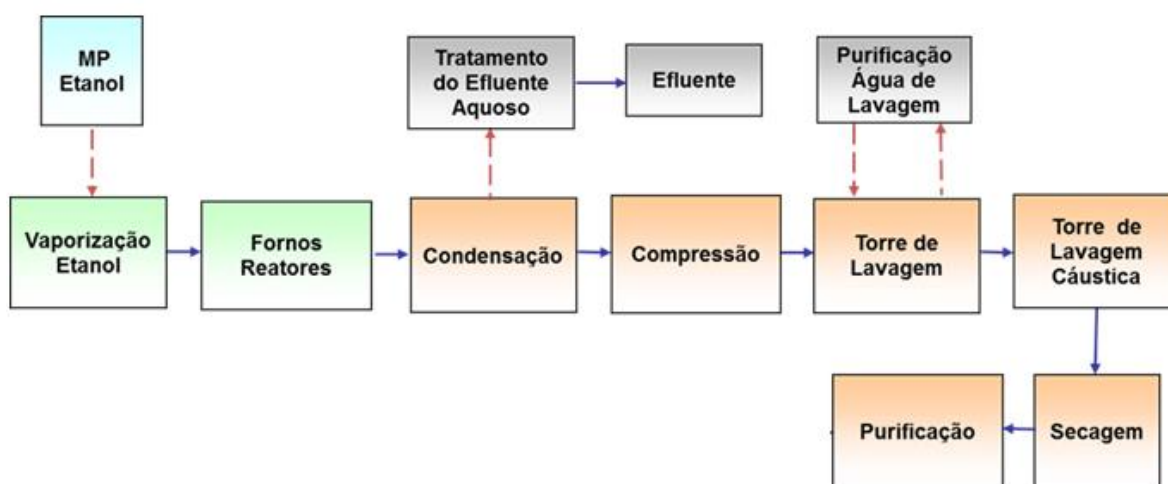 MP
Etanol
Tratamento
do Efluente
Aquoso
Efluente
Purificação
Água de
Lavagem
Vaporização
Etanol
Fornos
Reatores
Condensação
Compressão
Torre de
Lavagem
Torre de
Lavagem
Cáustica
Purificação
Secagem